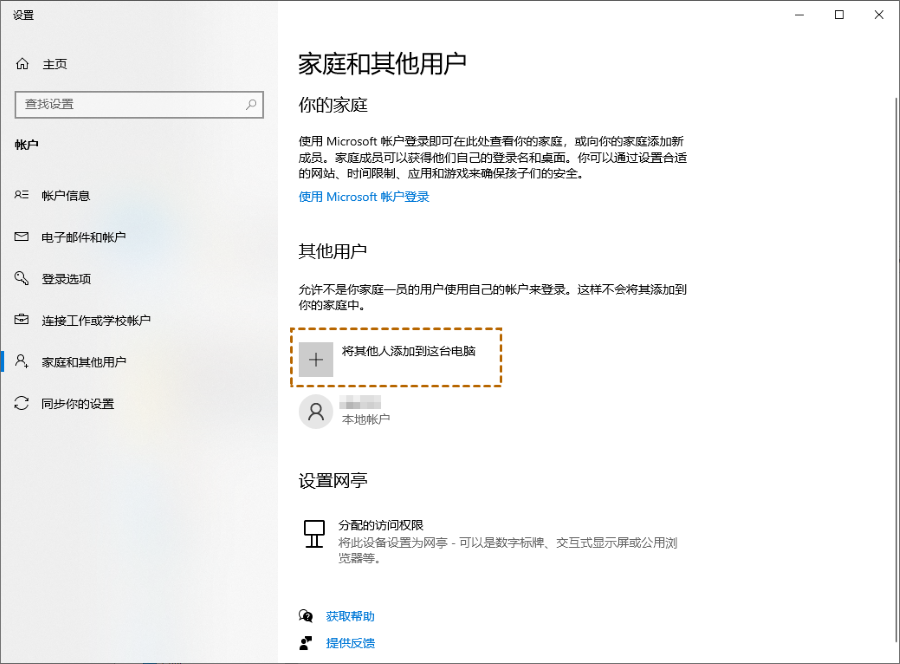 设置
主页
查找设置
帐户
帐户信息
电子邮件和帐户
登录选项
连接工作或学校帐户
家庭和其他用户
同步你的设置
家庭和其他用户
你的家庭
使用 Microsoft 帐户登录即可在此处查看你的家庭，或向你的家庭添加新
成员。家庭成员可以获得他们自己的登录名和桌面。你可以通过设置合适
的网站、时间限制、应用和游戏来确保孩子们的安全。
使用 Microsoft 帐户登录
其他用户
允许不是你家庭一员的用户使用自己的帐户来登录。这样不会将其添加到
你的家庭中。
将其他人添加到这台电脑
本地帐户
设置网亭
分配的访问权限
将此设备设置为网亭 - 可以是数字标牌、交互式显示屏或公用浏
览器等。
获取帮助
提供反馈